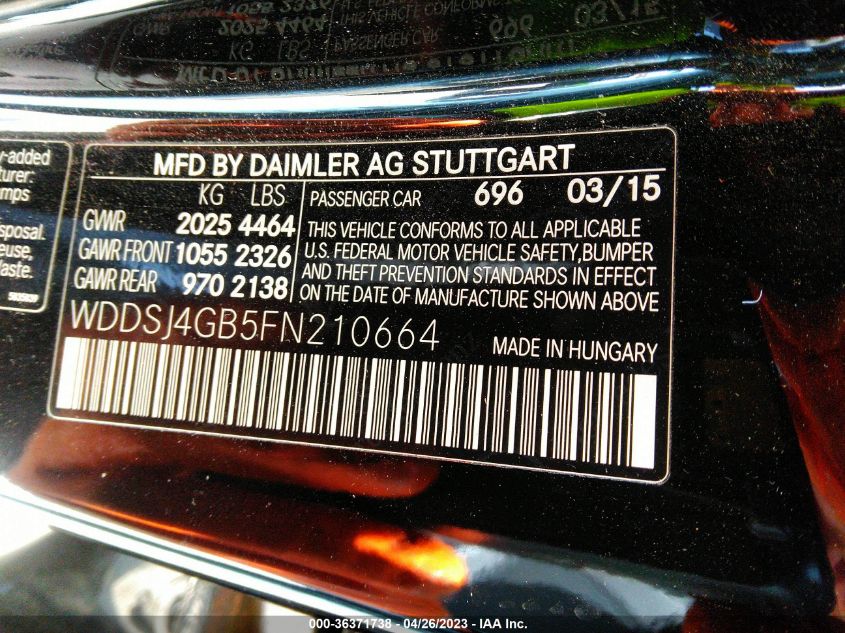 MFD BY DAIMLER AG STUTTGART
KG LBS
GVWR 2025 4464
GAWR FRONT 1055 2326
GAWR REAR 970 2138
PASSENGER CAR 696 03/15
THIS VEHICLE CONFORMS TO ALL APPLICABLE
U.S. FEDERAL MOTOR VEHICLE SAFETY, BUMPER
AND THEFT PREVENTION STANDARDS IN EFFECT
ON THE DATE OF MANUFACTURE SHOWN ABOVE
WDDSJ4GB5FN210664
MADE IN HUNGARY
-added
turer:
mps
sposal.
euse,
aste.
000-36371738 - 04/26/2023 - IAA Inc.